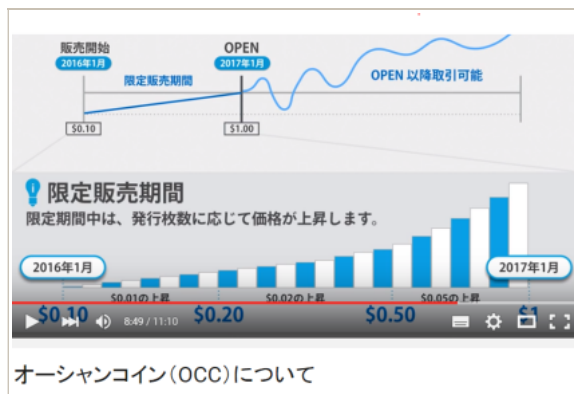 販売開始
2016年1月
OPEN
2017年1月
限定販売期間
OPEN 以降取引可能
$0.10
$1.00
限定販売期間
限定期間中は、発行枚数に応じて価格が上昇します。
2016年1月
2017年1月
$0.01の上昇
$0.02の上昇
$0.05の上昇
$0.10
$0.20
$0.50
$1
8:49 / 11:10
オーシャンコイン(OCC)について